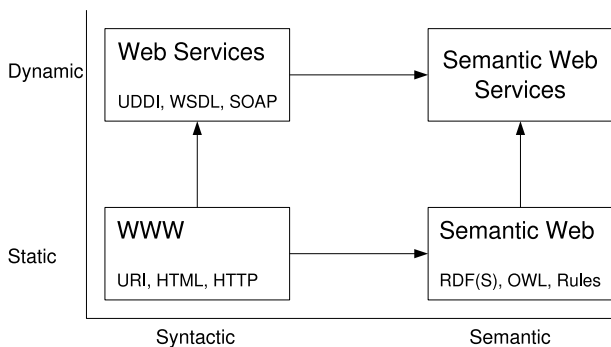 Dynamic
Web Services
UDDI, WSDL, SOAP
Semantic Web
Services
Static
WWW
URI, HTML, HTTP
Semantic Web
RDF(S), OWL, Rules
Syntactic
Semantic